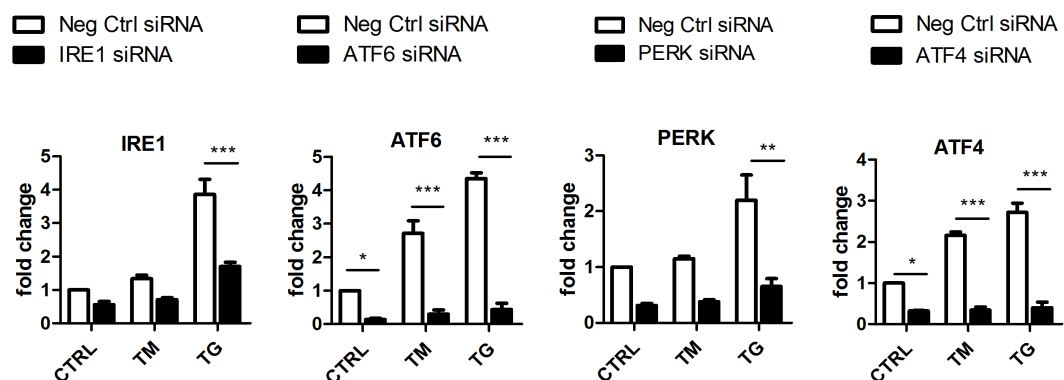 Neg Ctrl siRNA
IRE1 siRNA
Neg Ctrl siRNA
ATF6 siRNA
Neg Ctrl siRNA
PERK siRNA
Neg Ctrl siRNA
ATF4 siRNA
IRE1
fold change
5
4
3
2
1
0
***
CTRL
TM
TG
ATF6
fold change
5
4
3
2
1
0
*
***
***
CTRL
TM
TG
PERK
fold change
3
2
1
0
**
CTRL
TM
TG
ATF4
fold change
4
3
2
1
0
*
***
***
CTRL
TM
TG